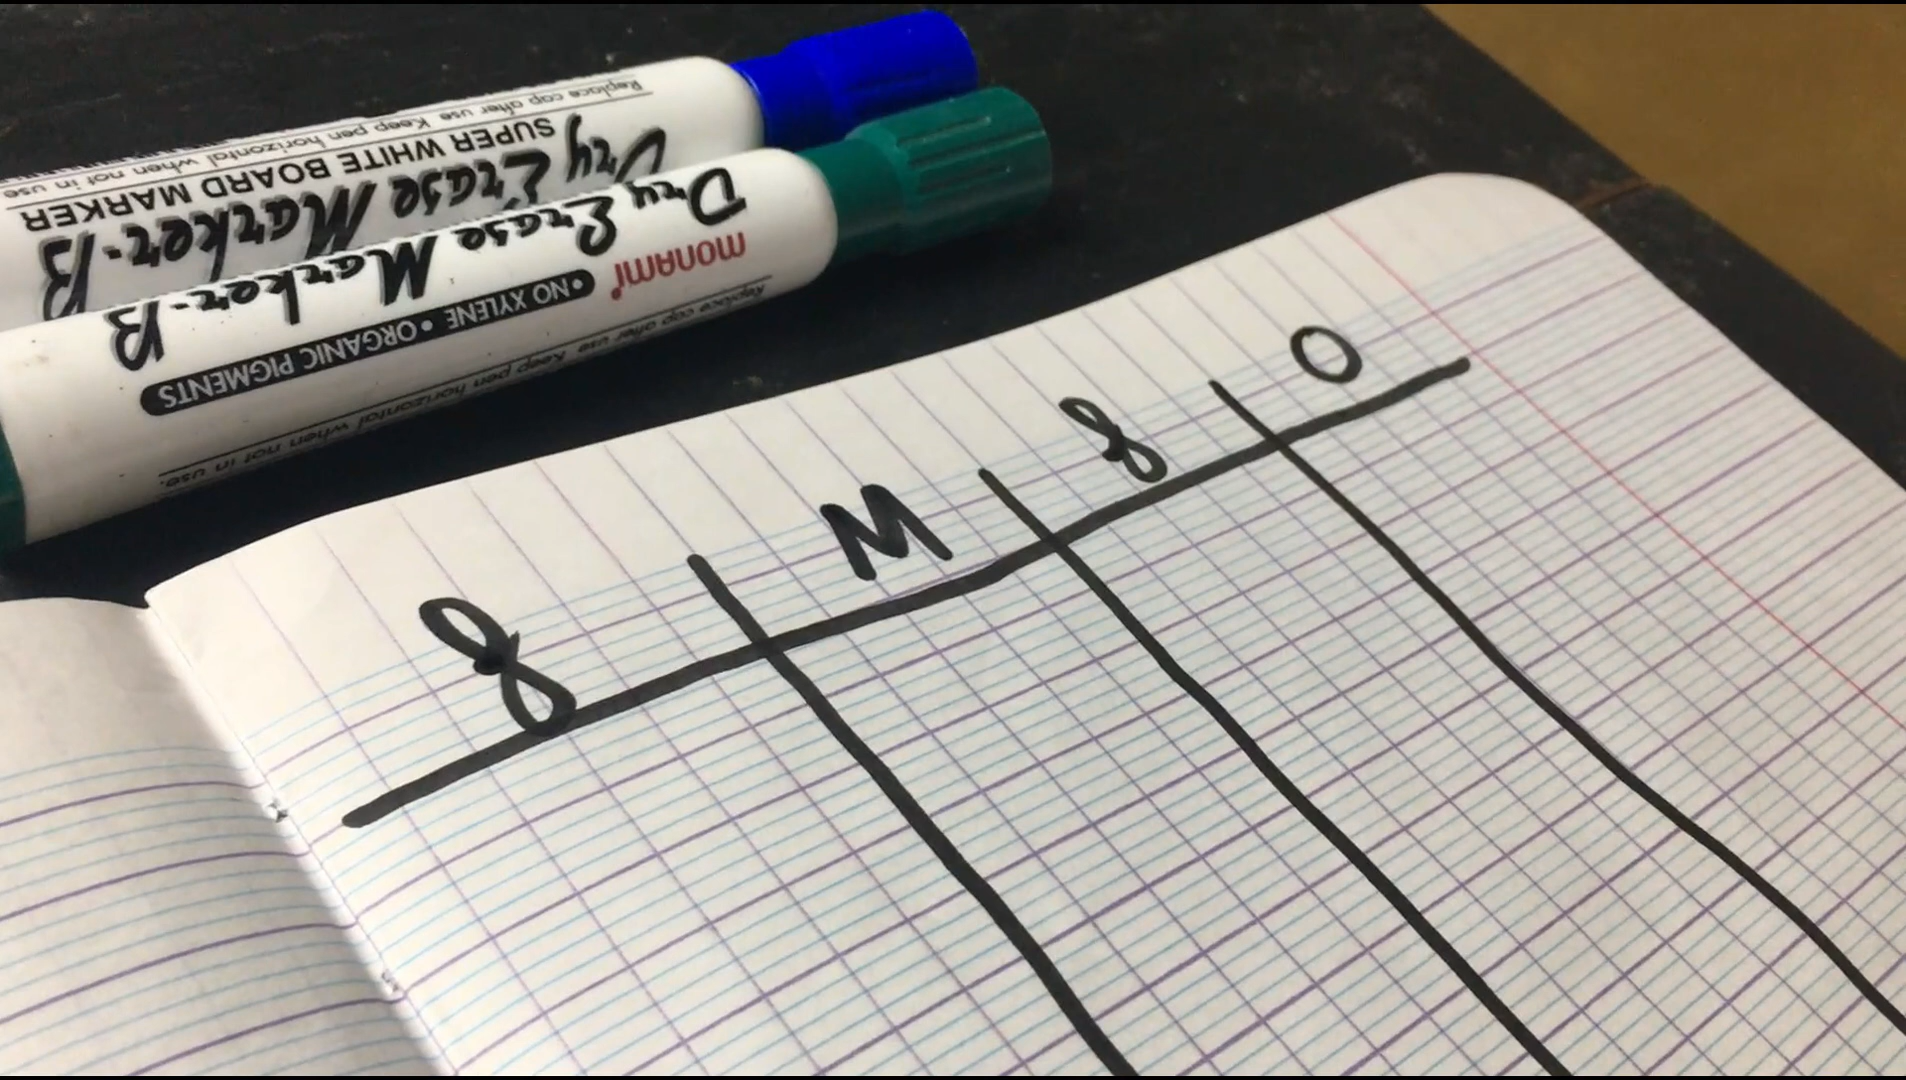 Replace cap after use Keep pen horizontal when not in use
SUPER WHITE BOARD MARKER
Dry Erase Marker-B
Dry Erase Marker-B
monami
• NO XYLENE • ORGANIC PIGMENTS
Replace cap after use. Keep pen horizontal when not in use.
8 M 8 O